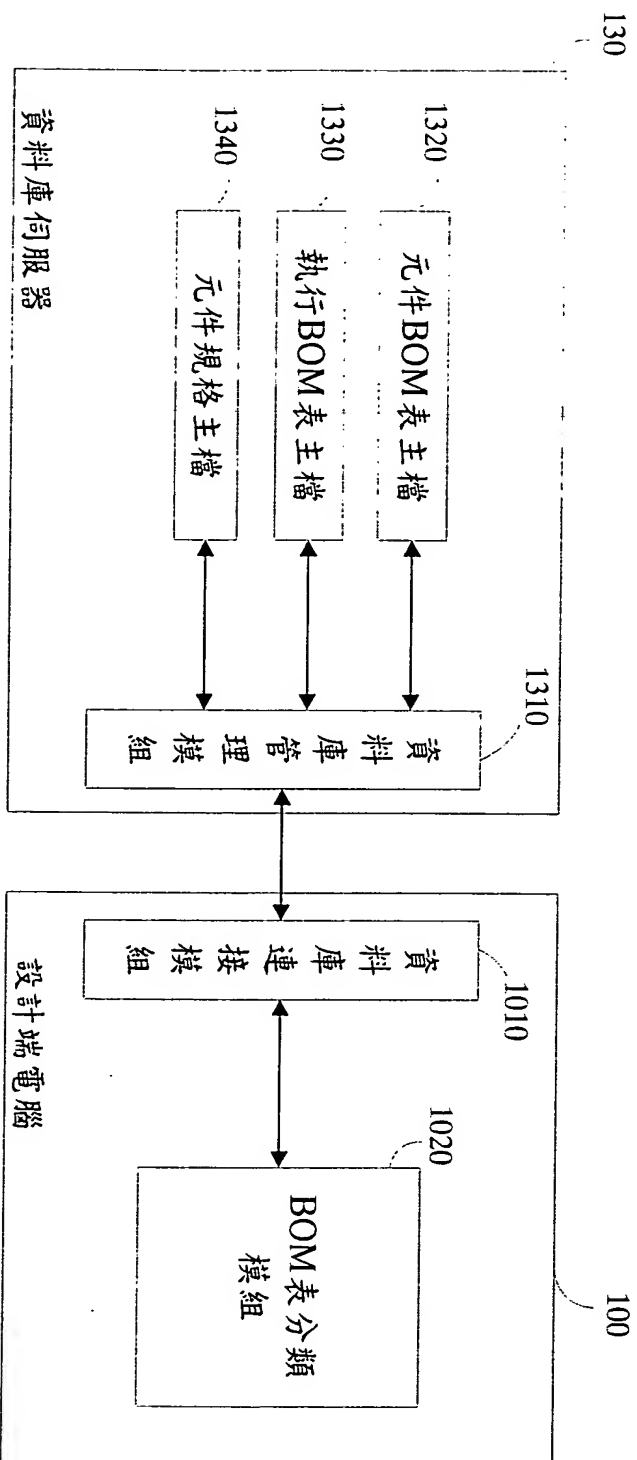 130
1320
元件BOM表主檔
1330
執行BOM表主檔
1340
元件規格主檔
1310
資料庫管理模組
資料庫伺服器
100
1010
資料庫連接模組
1020
BOM表分類
模組
設計端電腦